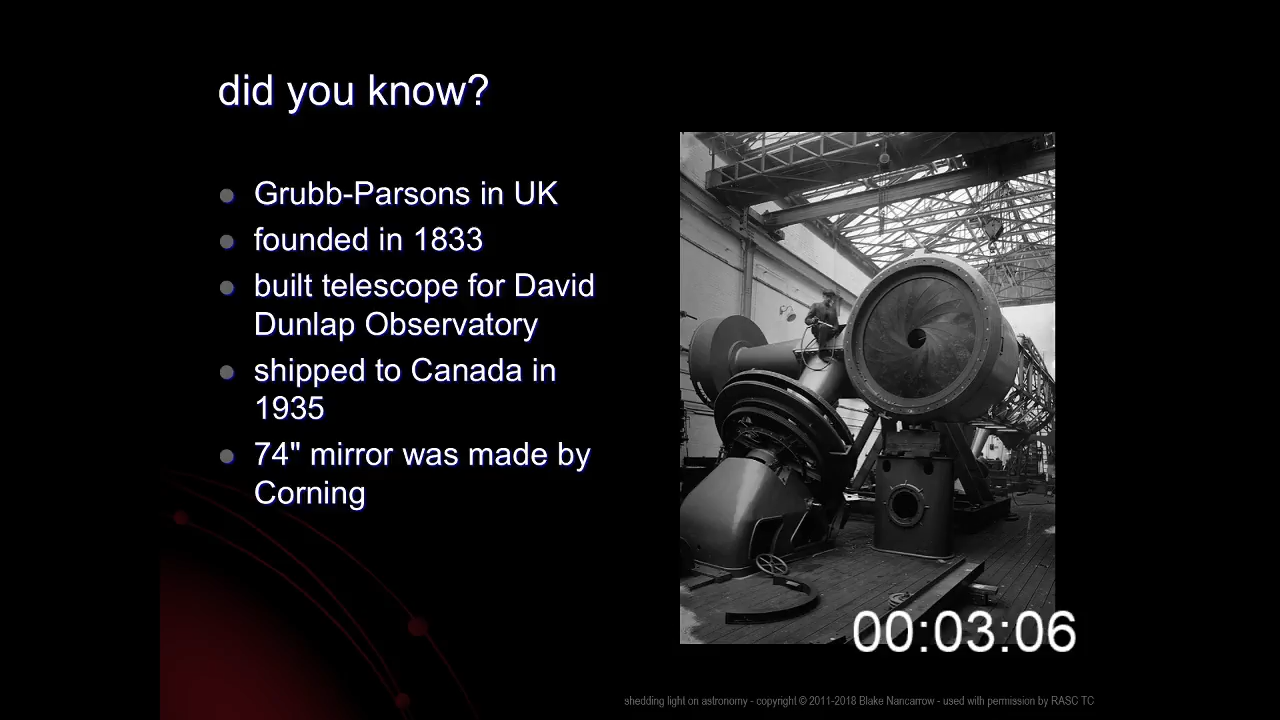 did you know?
Grubb-Parsons in UK
founded in 1833
built telescope for David
Dunlap Observatory
shipped to Canada in
1935
74" mirror was made by
Corning
00:03:06
shedding light on astronomy - copyright © 2011-2018 Blake Nancarrow - used with permission by RASC TC